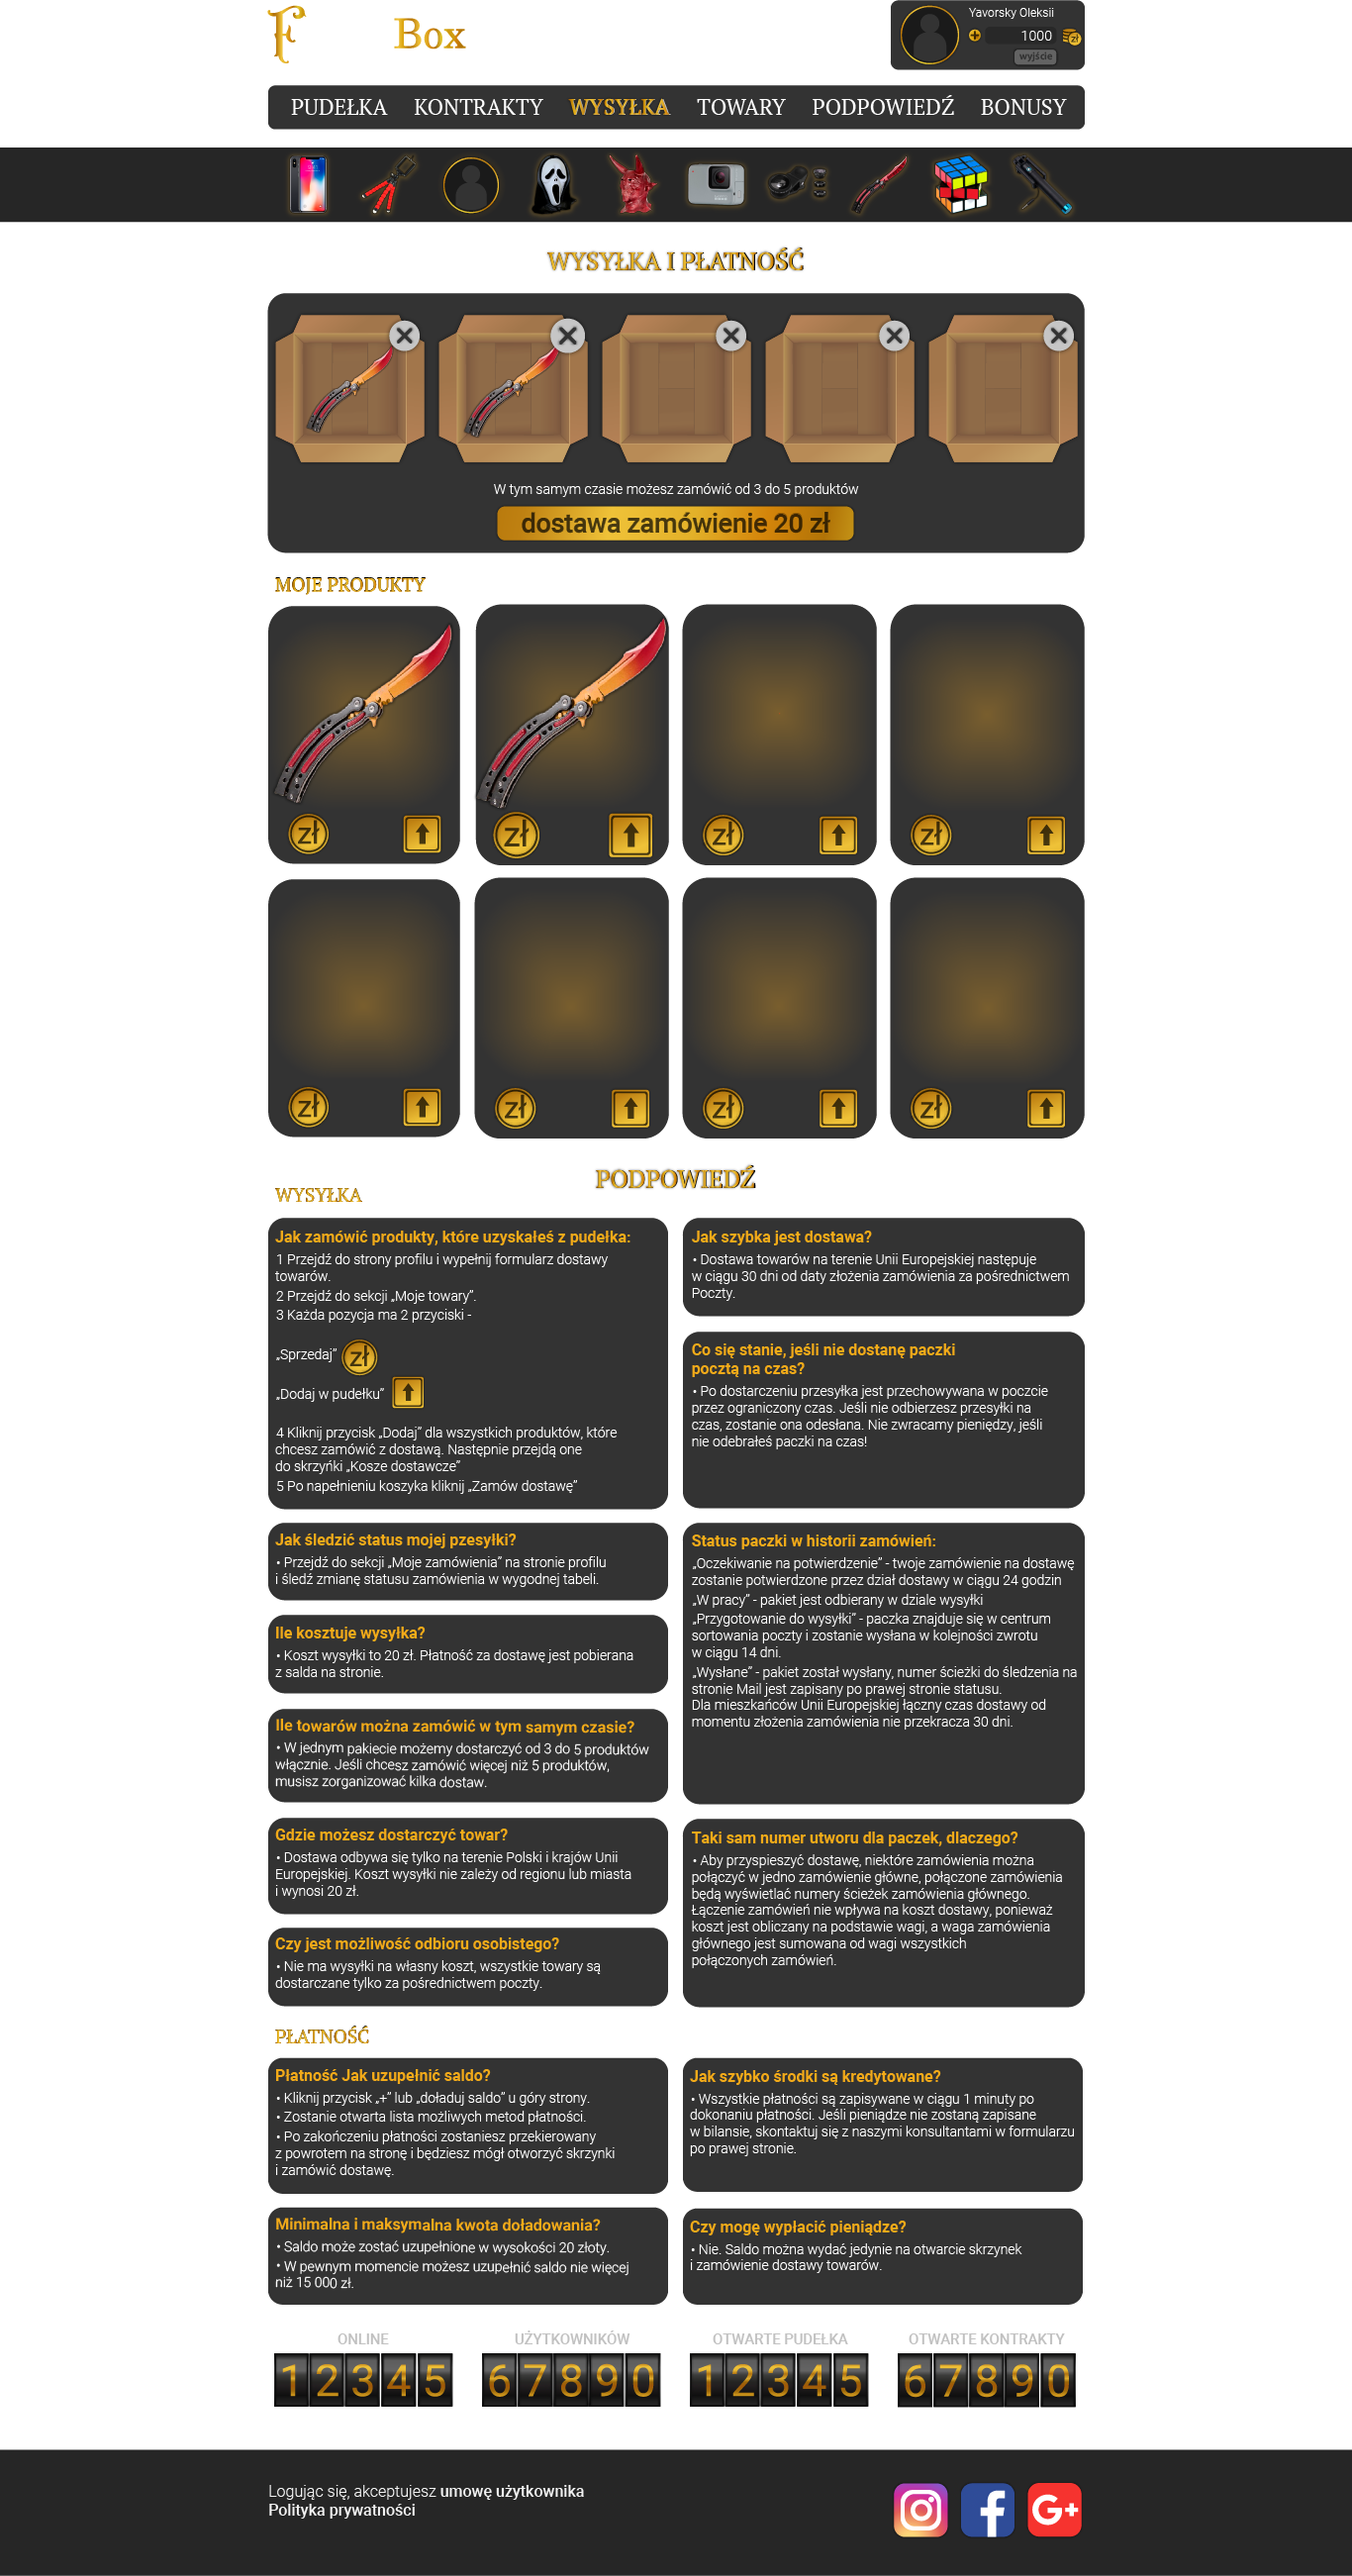 F Box
Yavorsky Oleksii
1000
zł
wyjście
PUDEŁKA KONTRAKTY WYSYŁKA TOWARY PODPOWIEDŹ BONUSY
WYSYŁKA I PŁATNOŚĆ
W tym samym czasie możesz zamówić od 3 do 5 produktów
dostawa zamówienie 20 zł
MOJE PRODUKTY
zł zł zł zł
zł zł zł zł
PODPOWIEDŹ
WYSYŁKA
Jak zamówić produkty, które uzyskałeś z pudełka:
1 Przejdź do strony profilu i wypełnij formularz dostawy
towarów.
2 Przejdź do sekcji „Moje towary”.
3 Każda pozycja ma 2 przyciski -
„Sprzedaj” zł
„Dodaj w pudełku”
4 Kliknij przycisk „Dodaj” dla wszystkich produktów, które
chcesz zamówić z dostawą. Następnie przejdą one
do skrzyńki „Kosze dostawcze”
5 Po napełnieniu koszyka kliknij „Zamów dostawę”
Jak szybka jest dostawa?
• Dostawa towarów na terenie Unii Europejskiej następuje
w ciągu 30 dni od daty złożenia zamówienia za pośrednictwem
Poczty.
Co się stanie, jeśli nie dostanę paczki
pocztą na czas?
• Po dostarczeniu przesyłka jest przechowywana w poczcie
przez ograniczony czas. Jeśli nie odbierzesz przesyłki na
czas, zostanie ona odesłana. Nie zwracamy pieniędzy, jeśli
nie odebrałeś paczki na czas!
Jak śledzić status mojej pzesyłki?
• Przejdź do sekcji „Moje zamówienia” na stronie profilu
i śledź zmianę statusu zamówienia w wygodnej tabeli.
Ile kosztuje wysyłka?
• Koszt wysyłki to 20 zł. Płatność za dostawę jest pobierana
z salda na stronie.
Ile towarów można zamówić w tym samym czasie?
• W jednym pakiecie możemy dostarczyć od 3 do 5 produktów
włącznie. Jeśli chcesz zamówić więcej niż 5 produktów,
musisz zorganizować kilka dostaw.
Status paczki w historii zamówień:
„Oczekiwanie na potwierdzenie” - twoje zamówienie na dostawę
zostanie potwierdzone przez dział dostawy w ciągu 24 godzin
„W pracy” - pakiet jest odbierany w dziale wysyłki
„Przygotowanie do wysyłki” - paczka znajduje się w centrum
sortowania poczty i zostanie wysłana w kolejności zwrotu
w ciągu 14 dni.
„Wysłane” - pakiet został wysłany, numer ścieżki do śledzenia na
stronie Mail jest zapisany po prawej stronie statusu.
Dla mieszkańców Unii Europejskiej łączny czas dostawy od
momentu złożenia zamówienia nie przekracza 30 dni.
Gdzie możesz dostarczyć towar?
• Dostawa odbywa się tylko na terenie Polski i krajów Unii
Europejskiej. Koszt wysyłki nie zależy od regionu lub miasta
i wynosi 20 zł.
Czy jest możliwość odbioru osobistego?
• Nie ma wysyłki na własny koszt, wszystkie towary są
dostarczane tylko za pośrednictwem poczty.
Taki sam numer utworu dla paczek, dlaczego?
• Aby przyspieszyć dostawę, niektóre zamówienia można
połączyć w jedno zamówienie główne, połączone zamówienia
będą wyświetlać numery ścieżek zamówienia głównego.
Łączenie zamówień nie wpływa na koszt dostawy, ponieważ
koszt jest obliczany na podstawie wagi, a waga zamówienia
głównego jest sumowana od wagi wszystkich
połączonych zamówień.
PŁATNOŚĆ
Płatność Jak uzupełnić saldo?
• Kliknij przycisk „+” lub „doładuj saldo” u góry strony.
• Zostanie otwarta lista możliwych metod płatności.
• Po zakończeniu płatności zostaniesz przekierowany
z powrotem na stronę i będziesz mógł otworzyć skrzynki
i zamówić dostawę.
Jak szybko środki są kredytowane?
• Wszystkie płatności są zapisywane w ciągu 1 minuty po
dokonaniu płatności. Jeśli pieniądze nie zostaną zapisane
w bilansie, skontaktuj się z naszymi konsultantami w formularzu
po prawej stronie.
Minimalna i maksymalna kwota doładowania?
• Saldo może zostać uzupełnione w wysokości 20 złoty.
• W pewnym momencie możesz uzupełnić saldo nie więcej
niż 15 000 zł.
Czy mogę wypłacić pieniądze?
• Nie. Saldo można wydać jedynie na otwarcie skrzynek
i zamówienie dostawy towarów.
ONLINE UŻYTKOWNIKÓW OTWARTE PUDEŁKA OTWARTE KONTRAKTY
12345 67890 12345 67890
Logując się, akceptujesz umowę użytkownika
Polityka prywatności
G+